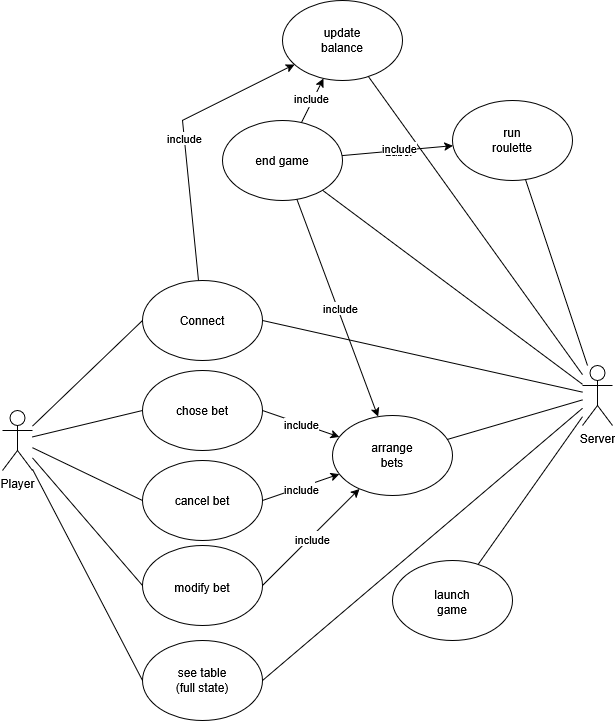 update
balance
include
run
roulette
include
end game
include
include
Connect
chose bet
include
arrange
bets
Server
Player
cancel bet
include
include
modify bet
launch
game
see table
(full state)